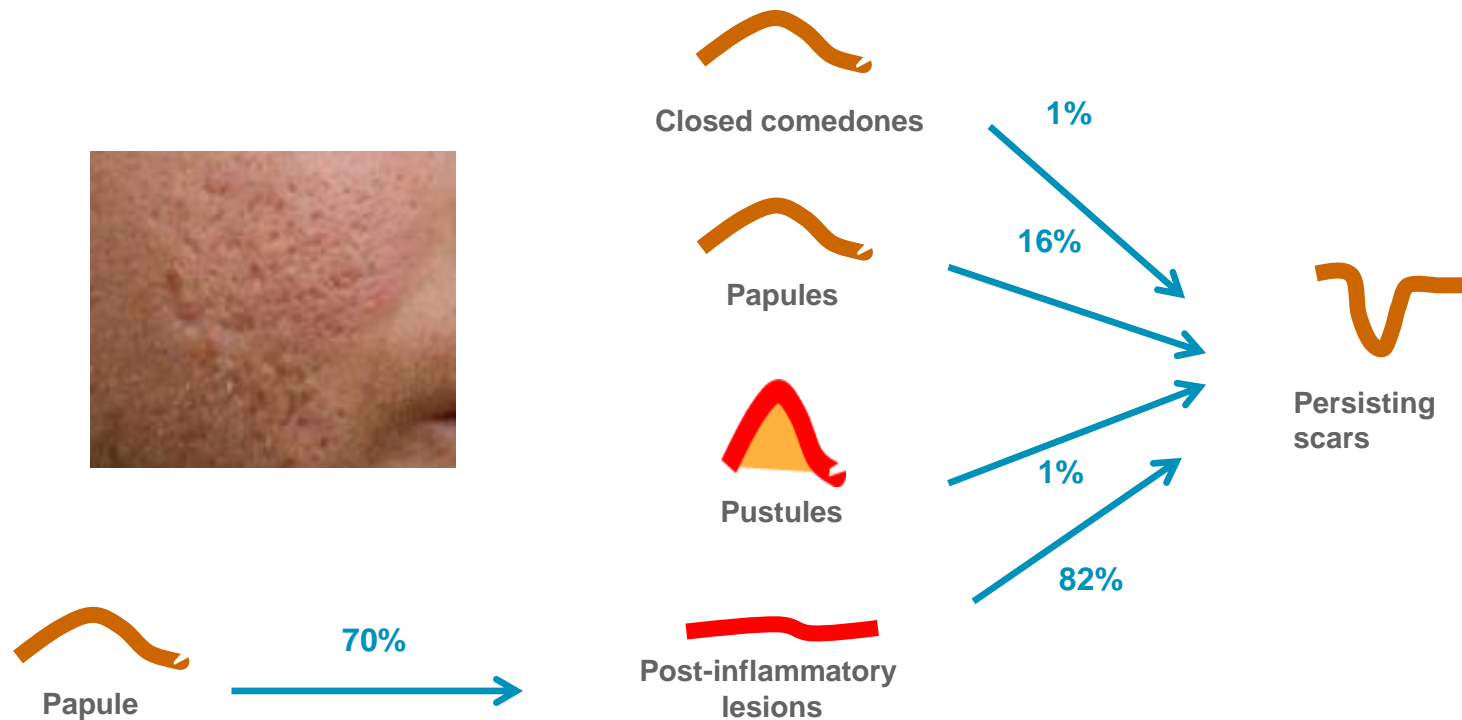 Closed comedones
1%
Papules
16%
Pustules
1%
Persisting
scars
82%
Papule
70%
Post-inflammatory
lesions